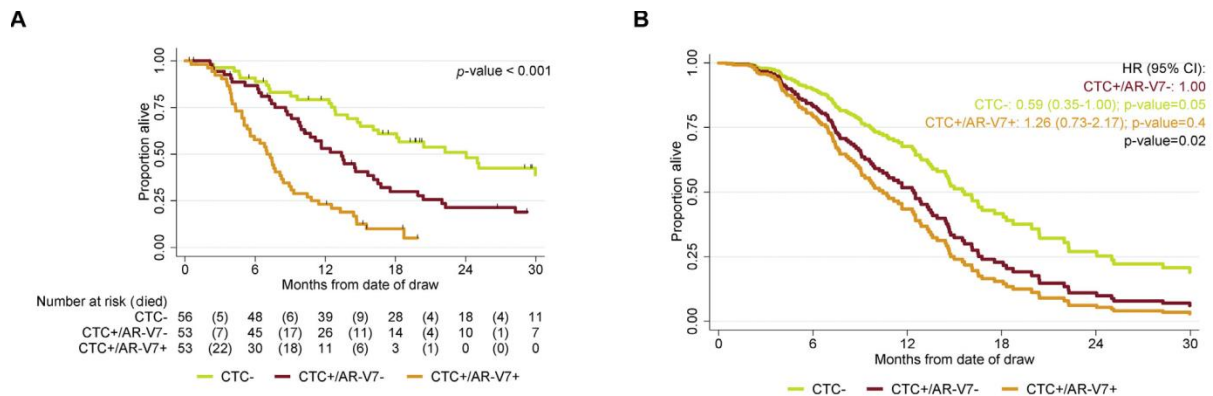 A
p-value < 0.001
Proportion alive
1.00
0.75
0.50
0.25
0.00
0 6 12 18 24 30
Months from date of draw
Number at risk (died)
CTC- 56 (5) 48 (6) 39 (9) 28 (4) 18 (4) 11
CTC+/AR-V7- 53 (7) 45 (17) 26 (11) 14 (4) 10 (1) 7
CTC+/AR-V7+ 53 (22) 30 (18) 11 (6) 3 (1) 0 (0) 0
CTC- CTC+/AR-V7- CTC+/AR-V7+
B
HR (95% CI):
CTC+/AR-V7-: 1.00
CTC-: 0.59 (0.35-1.00); p-value=0.05
CTC+/AR-V7+: 1.26 (0.73-2.17); p-value=0.4
p-value=0.02
Proportion alive
1.00
0.75
0.50
0.25
0.00
0 6 12 18 24 30
Months from date of draw
CTC- CTC+/AR-V7- CTC+/AR-V7+